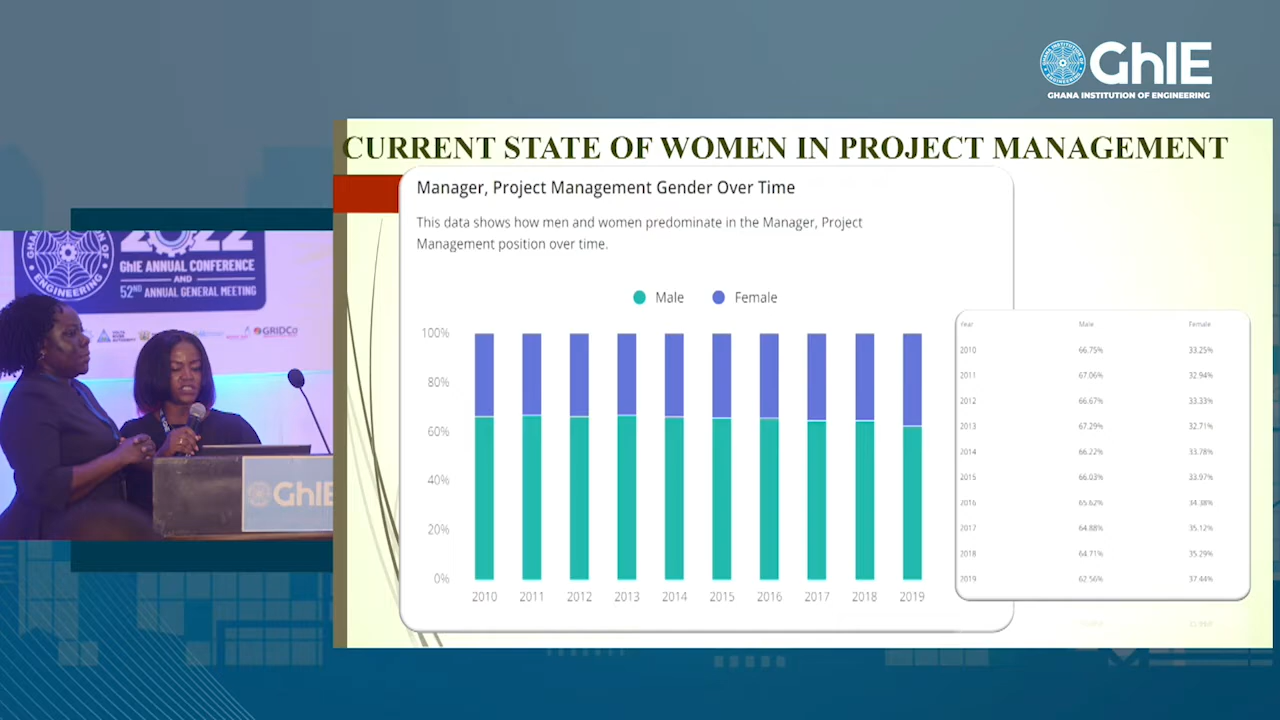 GhIE
GHANA INSTITUTION OF ENGINEERING
CURRENT STATE OF WOMEN IN PROJECT MANAGEMENT
Manager, Project Management Gender Over Time
This data shows how men and women predominate in the Manager, Project
Management position over time.
Male Female
100%
80%
60%
40%
20%
0%
2010 2011 2012 2013 2014 2015 2016 2017 2018 2019
Year Male Female
2010 66.75% 33.25%
2011 67.06% 32.94%
2012 66.67% 33.33%
2013 67.29% 32.71%
2014 66.22% 33.78%
2015 66.03% 33.97%
2016 65.62% 34.38%
2017 64.88% 35.12%
2018 64.71% 35.29%
2019 62.56% 37.44%
2022
GhIE ANNUAL CONFERENCE
AND
52ND ANNUAL GENERAL MEETING
ENGINEERING
GRIDCo
GhIE